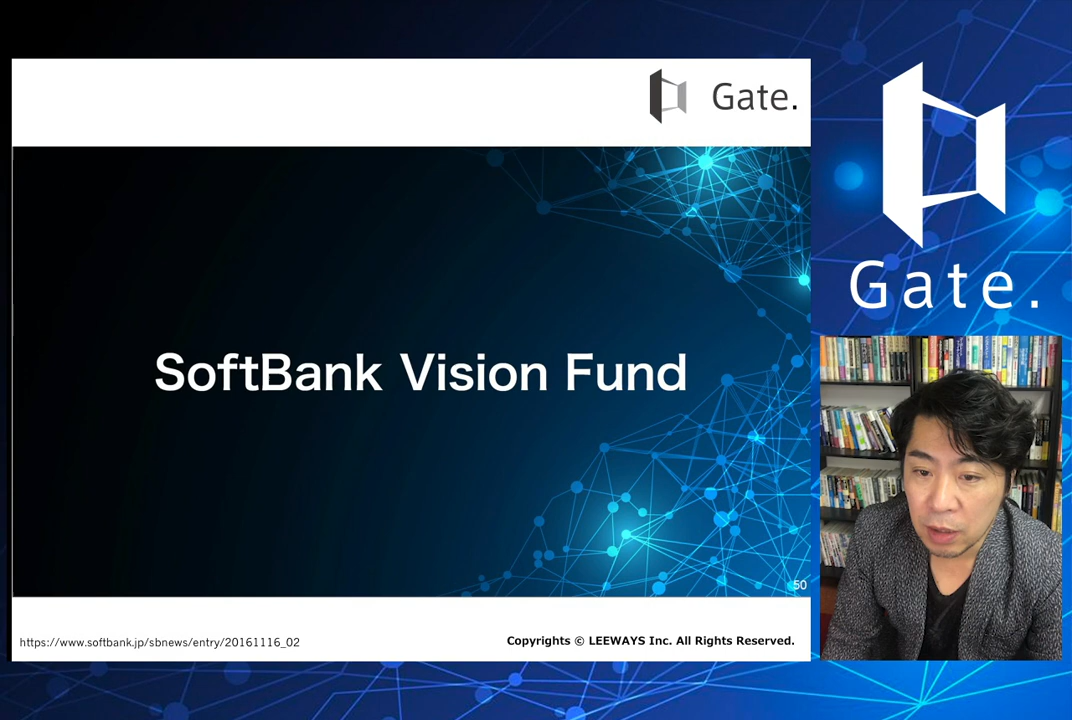 Gate.
SoftBank Vision Fund
50
https://www.softbank.jp/sbnews/entry/20161116_02
Copyrights © LEEWAYS Inc. All Rights Reserved.
Gate.